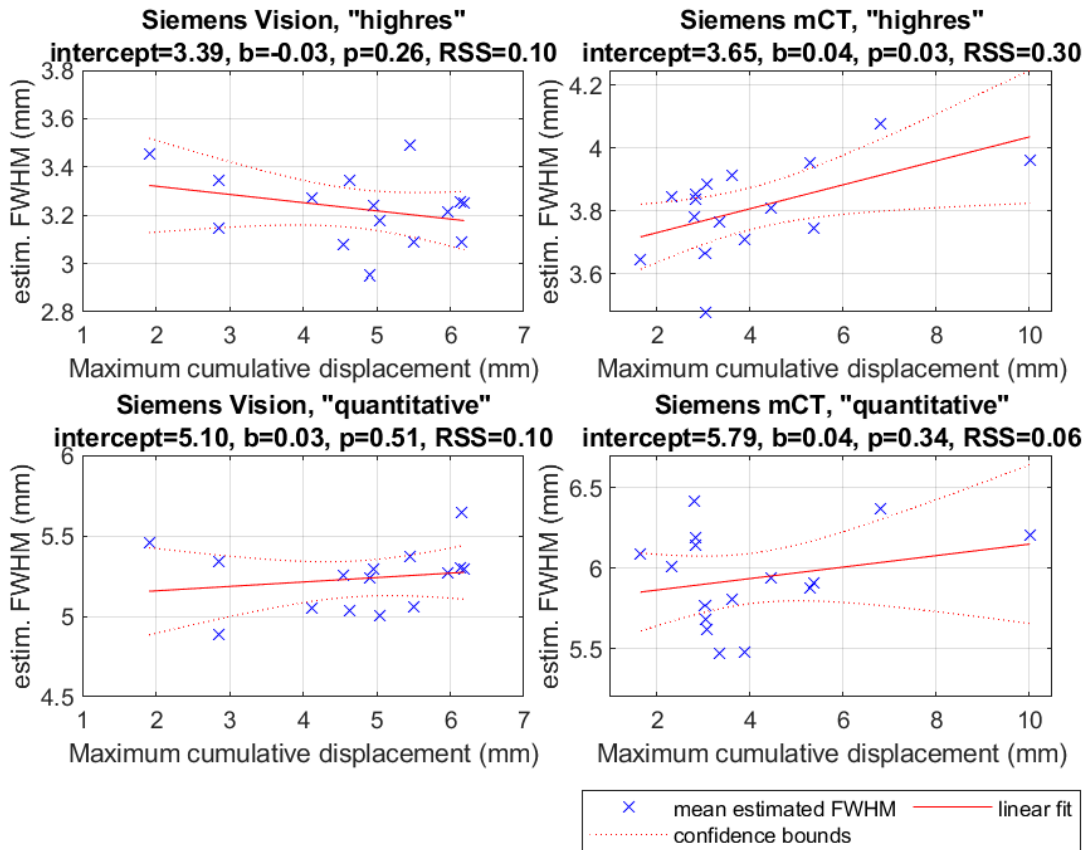 Siemens Vision, "highres"
intercept=3.39, b=-0.03, p=0.26, RSS=0.10
estim. FWHM (mm)
3.8
3.6
3.4
3.2
3
2.8
1 2 3 4 5 6 7
Maximum cumulative displacement (mm)
Siemens mCT, "highres"
intercept=3.65, b=0.04, p=0.03, RSS=0.30
estim. FWHM (mm)
4.2
4
3.8
3.6
2 4 6 8 10
Maximum cumulative displacement (mm)
Siemens Vision, "quantitative"
intercept=5.10, b=0.03, p=0.51, RSS=0.10
estim. FWHM (mm)
6
5.5
5
4.5
1 2 3 4 5 6 7
Maximum cumulative displacement (mm)
Siemens mCT, "quantitative"
intercept=5.79, b=0.04, p=0.34, RSS=0.06
estim. FWHM (mm)
6.5
6
5.5
2 4 6 8 10
Maximum cumulative displacement (mm)
mean estimated FWHM
linear fit
confidence bounds